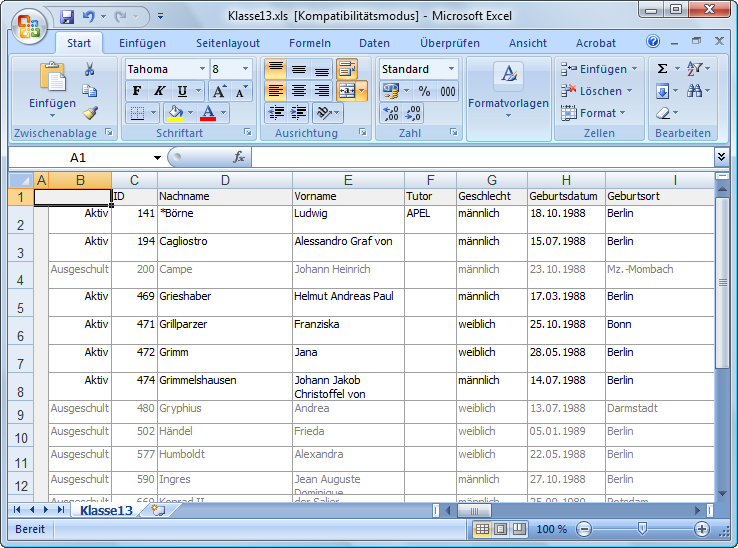 Klasse13.xls [Kompatibilitätsmodus] - Microsoft Excel
Start Einfügen Seitenlayout Formeln Daten Überprüfen Ansicht Acrobat
Einfügen
Zwischenablage
Tahoma 8
F K U
A A
Schriftart
Ausrichtung
Standard
% 000
Zahl
Formatvorlagen
Einfügen
Löschen
Format
Zellen
Σ
Bearbeiten
A1 fx
A B C D E F G H I
1 ID Nachname Vorname Tutor Geschlecht Geburtsdatum Geburtsort
2 Aktiv 141 *Börne Ludwig APEL männlich 18.10.1988 Berlin
3 Aktiv 194 Cagliostro Alessandro Graf von männlich 15.07.1988 Berlin
4 Ausgeschult 200 Campe Johann Heinrich männlich 23.10.1988 Mz.-Mombach
5 Aktiv 469 Grieshaber Helmut Andreas Paul männlich 17.03.1988 Berlin
6 Aktiv 471 Grillparzer Franziska weiblich 25.10.1988 Bonn
7 Aktiv 472 Grimm Jana weiblich 28.05.1988 Berlin
8 Aktiv 474 Grimmelshausen Johann Jakob männlich 14.07.1988 Berlin
Christoffel von
9 Ausgeschult 480 Gryphius Andrea weiblich 13.07.1988 Darmstadt
10 Ausgeschult 502 Händel Frieda weiblich 05.01.1989 Berlin
11 Ausgeschult 577 Humboldt Alexandra weiblich 22.05.1988 Berlin
12 Ausgeschult 590 Ingres Jean Auguste männlich 27.10.1988 Berlin
Dominique
Ausgeschult 669 Konrad II der Salier männlich 25.09.1989 Potsdam
Klasse13
Bereit 100 %